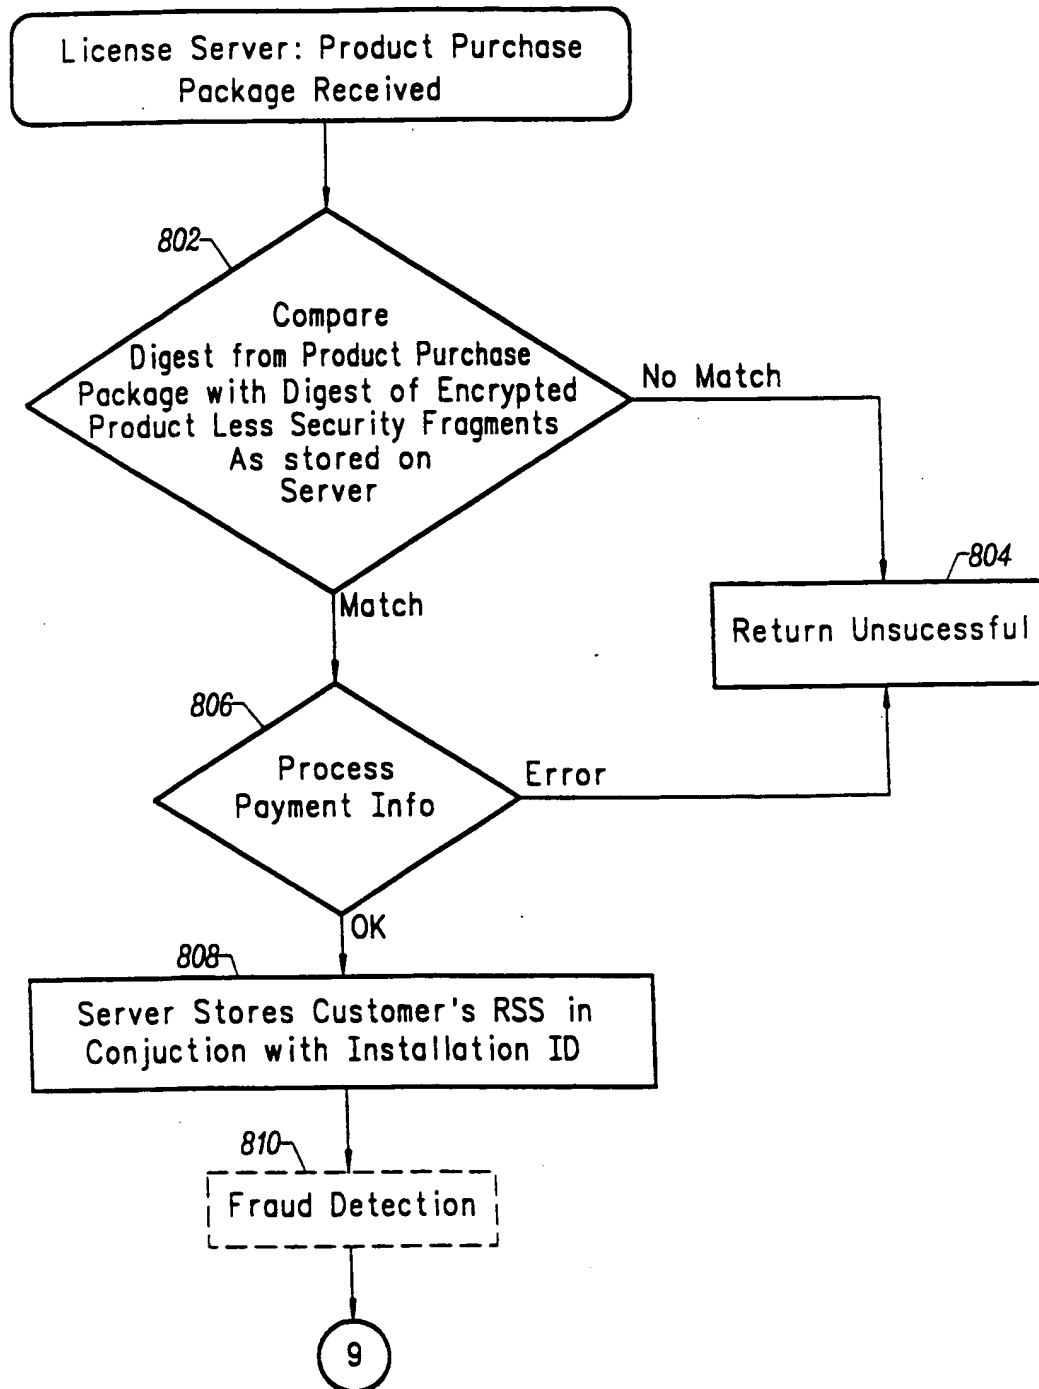 License Server: Product Purchase
Package Received
802
Compare
Digest from Product Purchase
Package with Digest of Encrypted
Product Less Security Fragments
As stored on
Server
No Match
Match
804
Return Unsucessful
806
Process
Payment Info
Error
OK
808
Server Stores Customer's RSS in
Conjuction with Installation ID
810
Fraud Detection
9